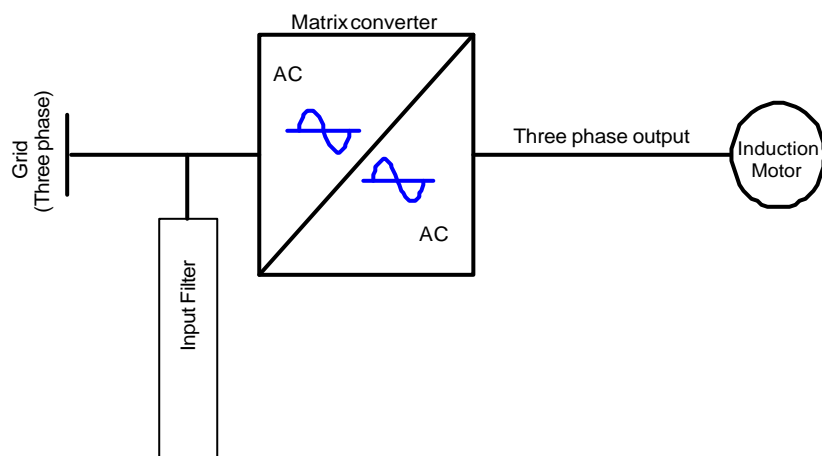 Matrix converter
AC
Grid
(Three phase)
Three phase output
Induction
Motor
AC
Input Filter